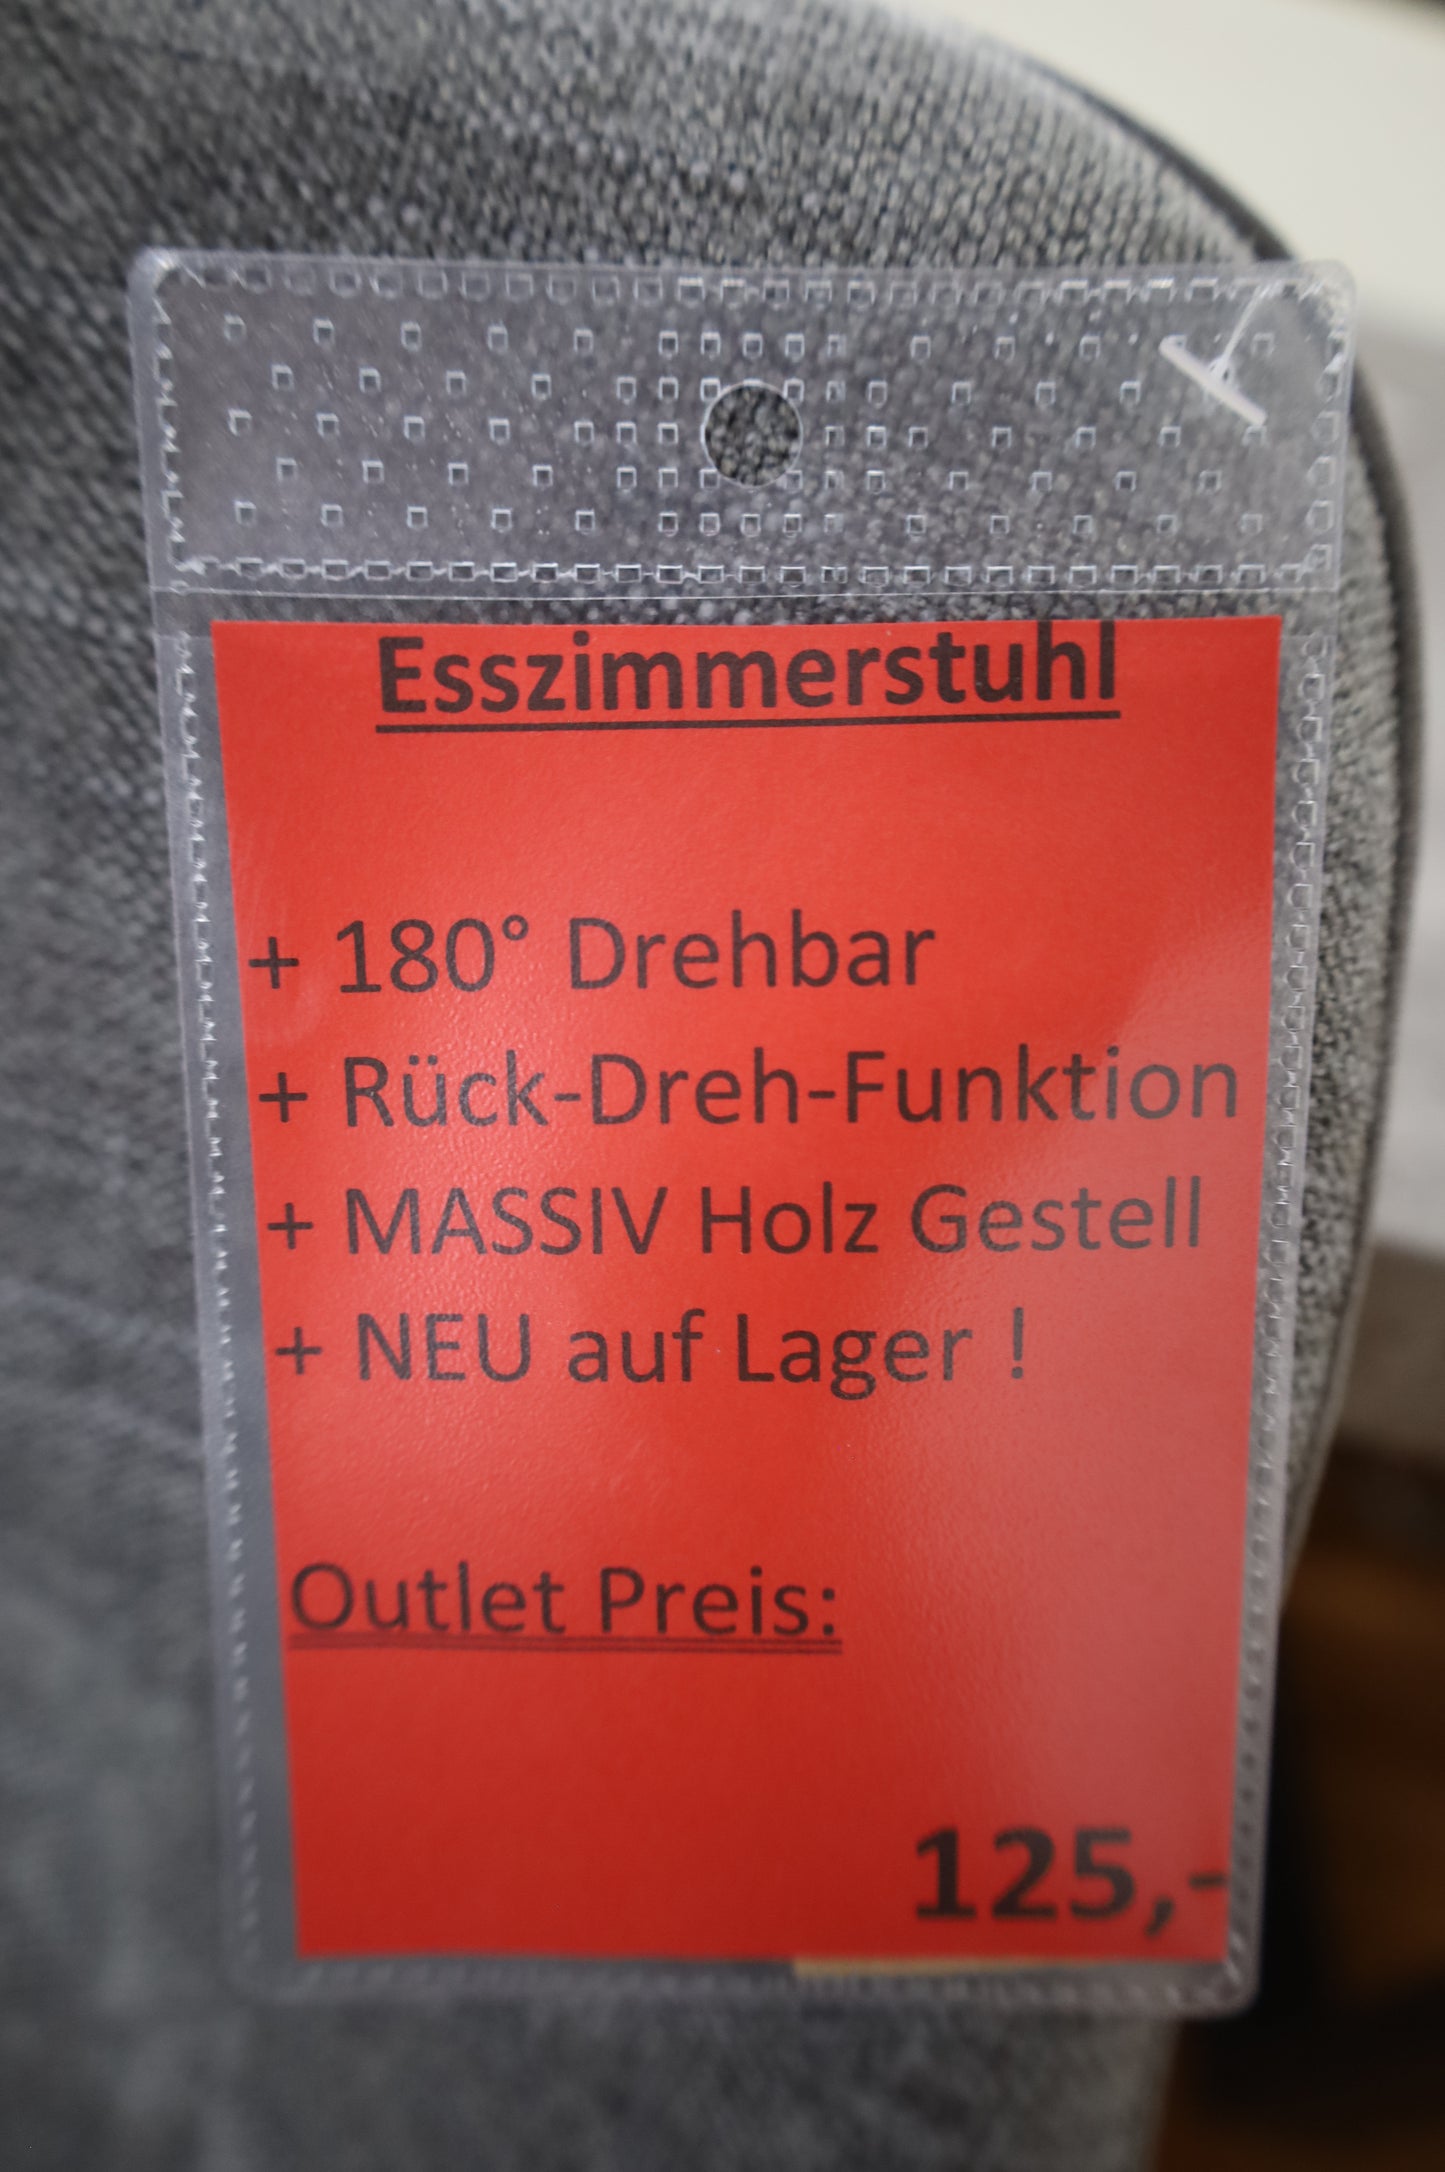 Esszimmerstuhl
+ 180° Drehbar
+ Rück-Dreh-Funktion
+ MASSIV Holz Gestell
+ NEU auf Lager !
Outlet Preis:
125,-